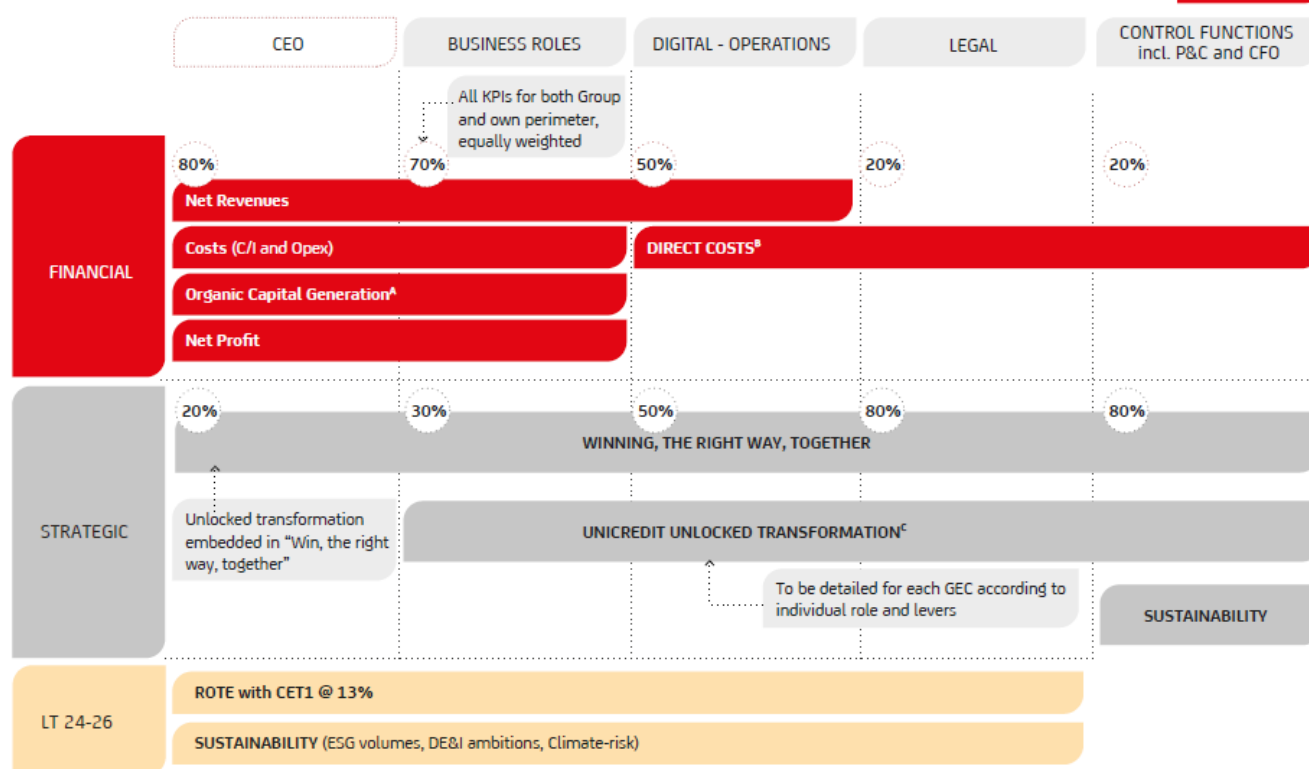 CEO
BUSINESS ROLES
DIGITAL - OPERATIONS
LEGAL
CONTROL FUNCTIONS
incl. P&C and CFO
All KPIs for both Group
and own perimeter,
equally weighted
FINANCIAL
80%
70%
50%
20%
20%
Net Revenues
Costs (C/I and Opex)
DIRECT COSTSᴮ
Organic Capital Generationᴬ
Net Profit
STRATEGIC
20%
30%
50%
80%
80%
WINNING, THE RIGHT WAY, TOGETHER
Unlocked transformation
embedded in “Win, the right
way, together”
UNICREDIT UNLOCKED TRANSFORMATIONᶜ
To be detailed for each GEC according to
individual role and levers
SUSTAINABILITY
LT 24-26
ROTE with CET1 @ 13%
SUSTAINABILITY (ESG volumes, DE&I ambitions, Climate-risk)